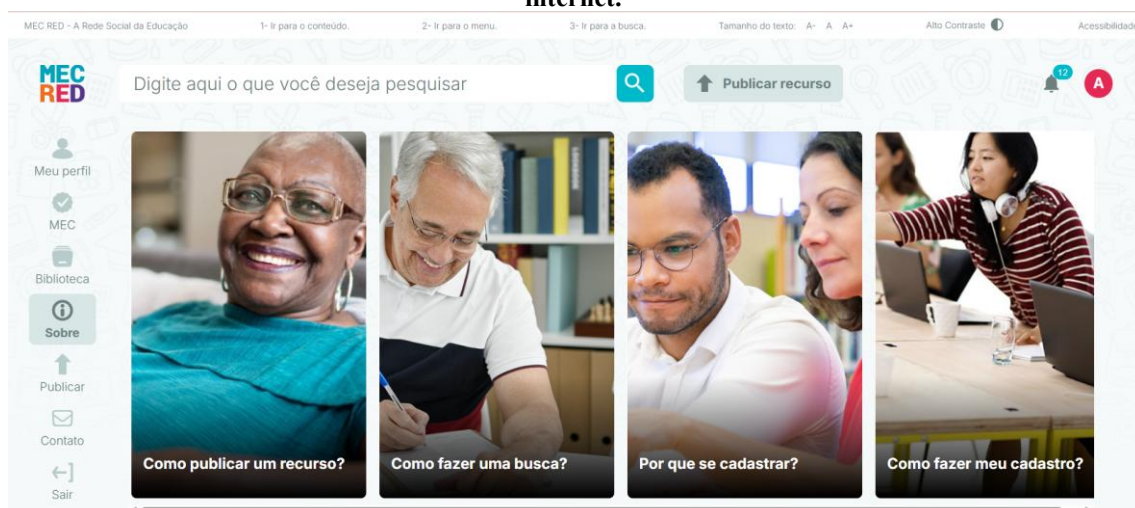 internet.
MEC RED - A Rede Social da Educação 1- Ir para o conteúdo. 2- Ir para o menu. 3- Ir para a busca. Tamanho do texto: A- A A+ Alto Contraste Acessibilidade
MEC
RED
Digite aqui o que você deseja pesquisar
Publicar recurso
12
A
Meu perfil
MEC
Biblioteca
Sobre
Publicar
Contato
Sair
Como publicar um recurso? Como fazer uma busca? Por que se cadastrar? Como fazer meu cadastro?